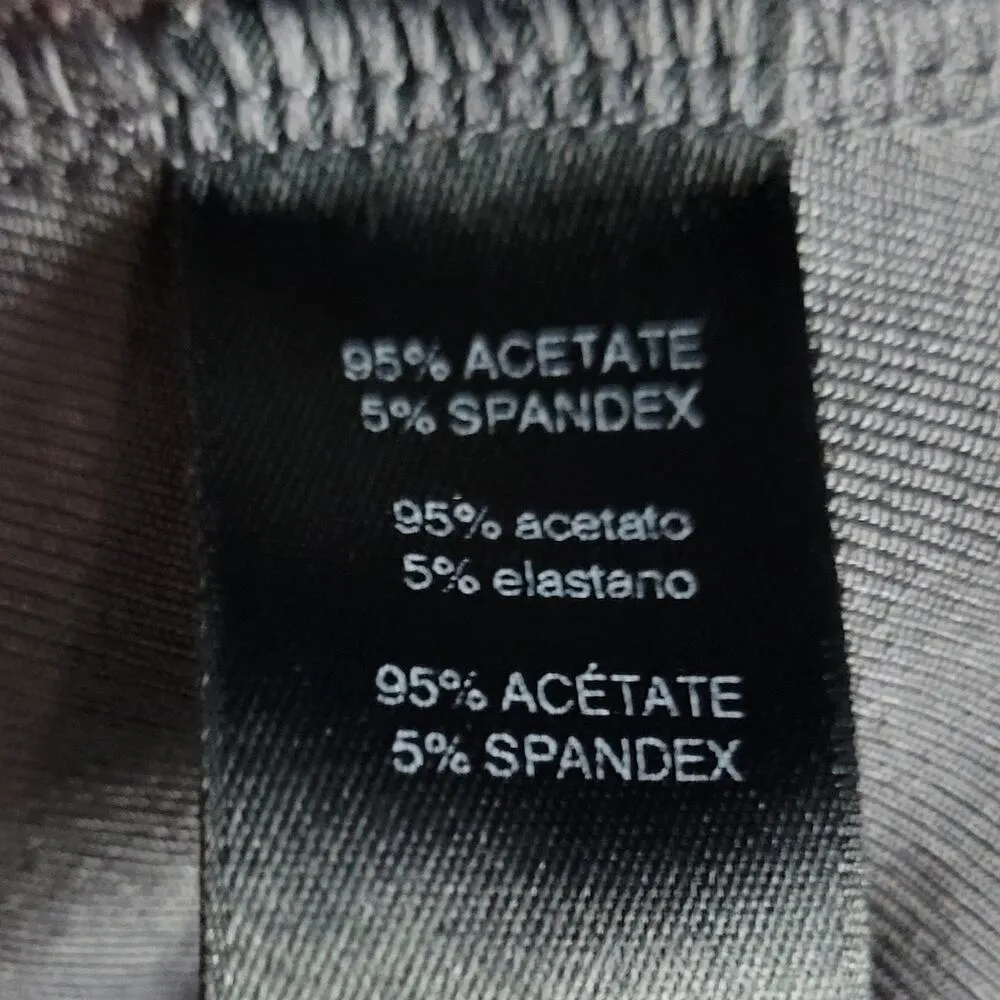 95% ACETATE
5% SPANDEX
95% acetato
5% elastano
95% ACÉTATE
5% SPANDEX